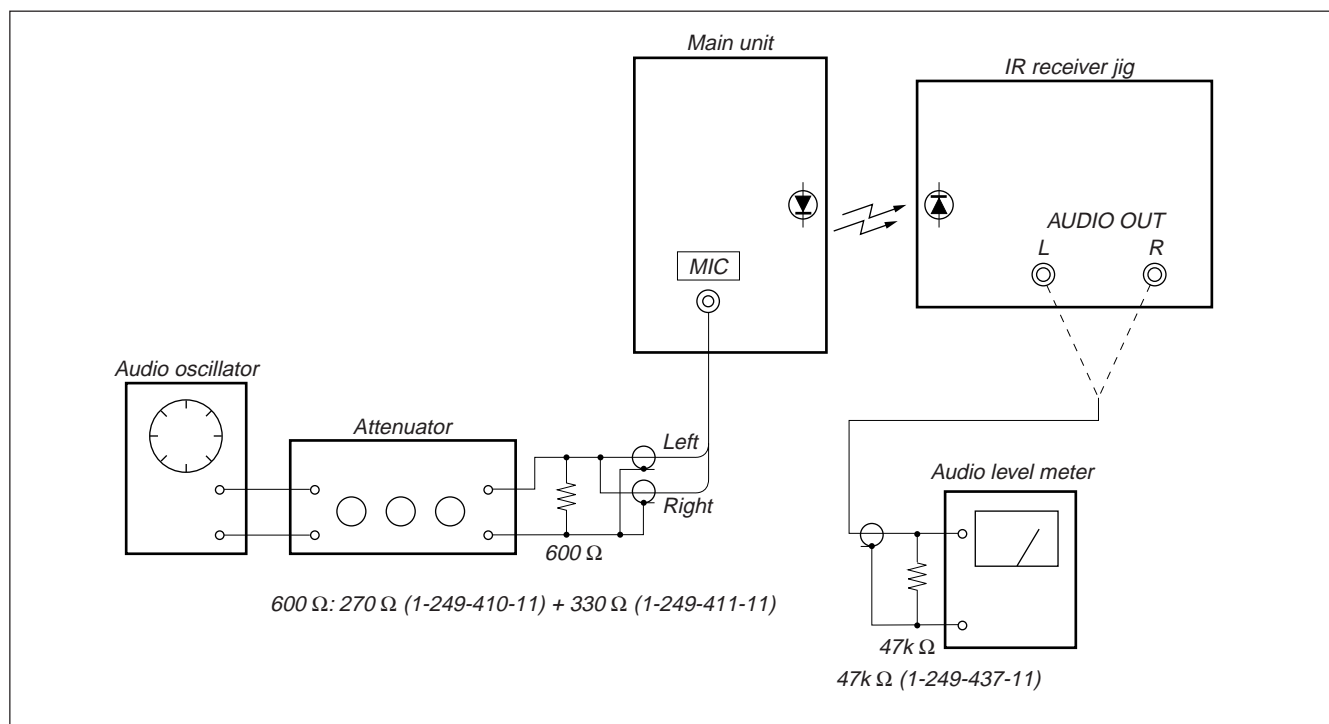 Main unit
IR receiver jig
AUDIO OUT
L R
MIC
Audio oscillator
Attenuator
Left
Right
Audio level meter
600 Ω
600 Ω: 270 Ω (1-249-410-11) + 330 Ω (1-249-411-11)
47k Ω
47k Ω (1-249-437-11)